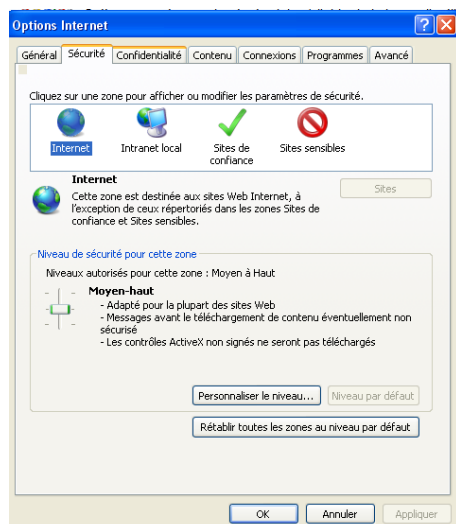 Options Internet
Général Sécurité Confidentialité Contenu Connexions Programmes Avancé
Cliquez sur une zone pour afficher ou modifier les paramètres de sécurité.
Internet Intranet local Sites de confiance Sites sensibles
Internet
Sites
Cette zone est destinée aux sites Web Internet, à
l'exception de ceux répertoriés dans les zones Sites de
confiance et Sites sensibles.
Niveau de sécurité pour cette zone
Niveaux autorisés pour cette zone : Moyen à Haut
Moyen-haut
- Adapté pour la plupart des sites Web
- Messages avant le téléchargement de contenu éventuellement non
sécurisé
- Les contrôles ActiveX non signés ne seront pas téléchargés
Personnaliser le niveau... Niveau par défaut
Rétablir toutes les zones au niveau par défaut
OK Annuler Appliquer